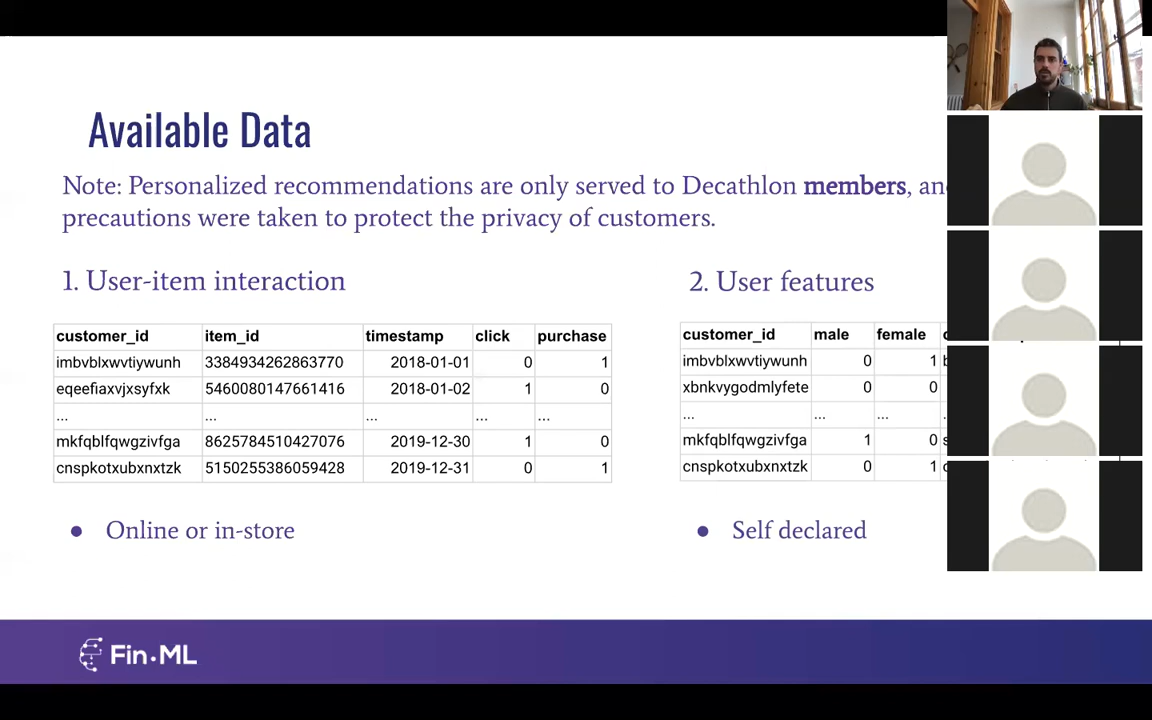 Available Data
Note: Personalized recommendations are only served to Decathlon members,
precautions were taken to protect the privacy of customers.
1. User-item interaction
customer_id item_id timestamp click purchase
imbvblxwvtiywunh 3384934262863770 2018-01-01 0 1
eqeefiaxvjxsyfxk 5460080147661416 2018-01-02 1 0
... ... ... ... ...
mkfqblfqwgzivfga 8625784510427076 2019-12-30 1 0
cnspkotxubxnxtzk 5150255386059428 2019-12-31 0 1
• Online or in-store
2. User features
customer_id male female
imbvblxwvtiywunh 0 1
xbnkvygodmlyfete 0 0
... ... ...
mkfqblfqwgzivfga 1 0
cnspkotxubxnxtzk 0 1
• Self declared
Fin·ML